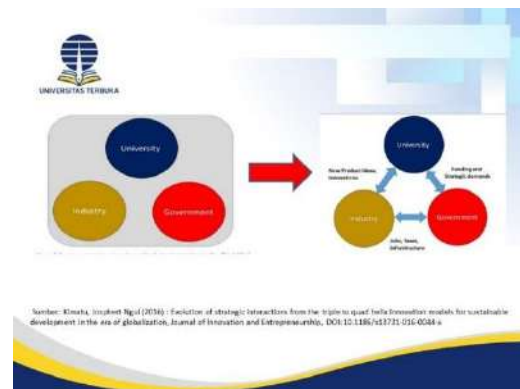 UNIVERSITAS TERBUKA
University
Industry
Government
University
New Product Ideas,
Innovations
Funding and
Strategic demands
Industry
Government
Jobs, Taxes,
Infrastructure
Sumber: Kimatu, Josphert Ngui (2016) : Evolution of strategic interactions from the triple to quad helix innovation models for sustainable
development in the era of globalization, Journal of Innovation and Entrepreneurship, DOI:10.1186/s13731-016-0044-x